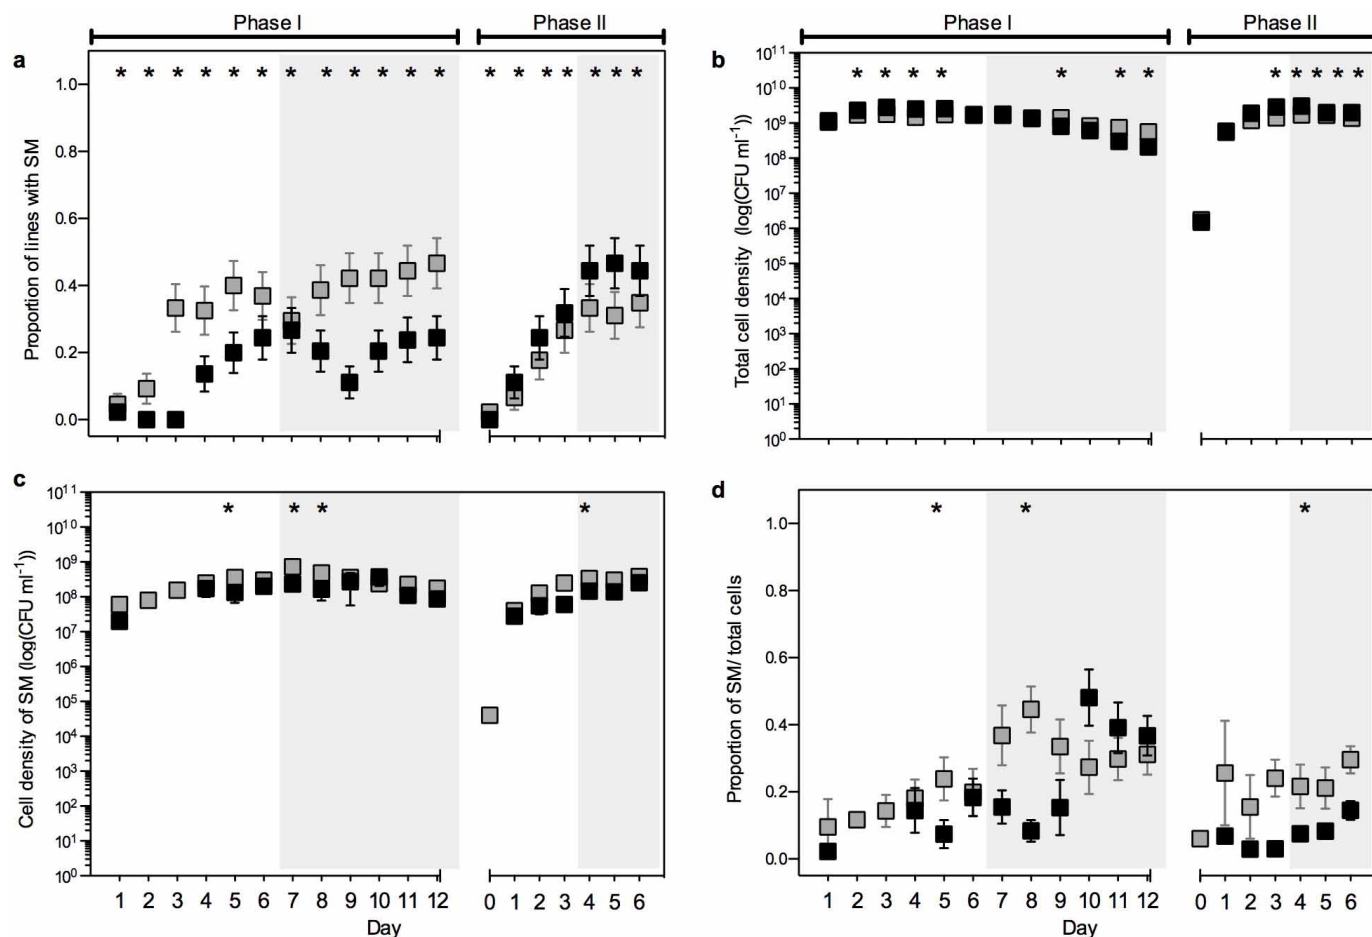 Phase I Phase II
a
* * * * * * * * * * * * * * * * * * *
Proportion of lines with SM
1.0
0.8
0.6
0.4
0.2
0.0
1 2 3 4 5 6 7 8 9 10 11 12 0 1 2 3 4 5 6
Phase I Phase II
b
* * * * * * * * * * * *
Total cell density (log(CFU ml⁻¹))
10¹¹
10¹⁰
10⁹
10⁸
10⁷
10⁶
10⁵
10⁴
10³
10²
10¹
10⁰
c
* * * *
Cell density of SM (log(CFU ml⁻¹))
10¹¹
10¹⁰
10⁹
10⁸
10⁷
10⁶
10⁵
10⁴
10³
10²
10¹
10⁰
1 2 3 4 5 6 7 8 9 10 11 12 0 1 2 3 4 5 6
Day
d
* * *
Proportion of SM/ total cells
1.0
0.8
0.6
0.4
0.2
0.0
1 2 3 4 5 6 7 8 9 10 11 12 0 1 2 3 4 5 6
Day